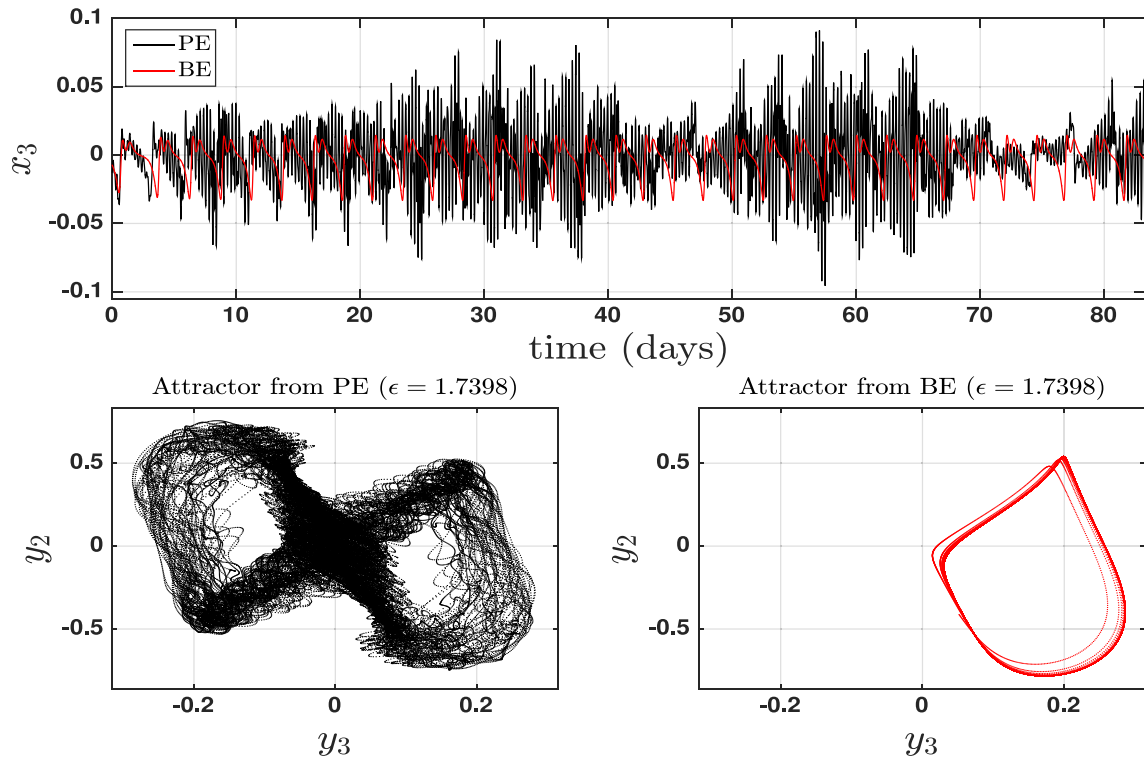 0.1
0.05
0
-0.05
-0.1
x₃
PE
BE
0 10 20 30 40 50 60 70 80
time (days)
Attractor from PE (ϵ = 1.7398)
0.5
0
-0.5
y₂
-0.2 0 0.2
y₃
Attractor from BE (ϵ = 1.7398)
0.5
0
-0.5
y₂
-0.2 0 0.2
y₃